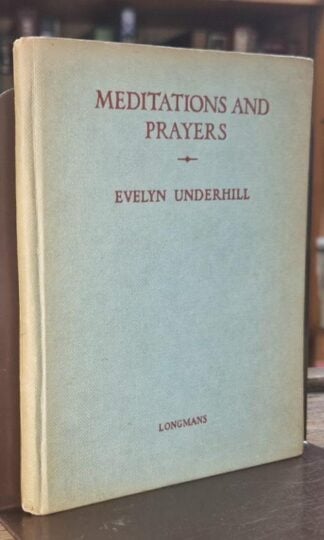 MEDITATIONS AND
PRAYERS
EVELYN UNDERHILL
LONGMANS